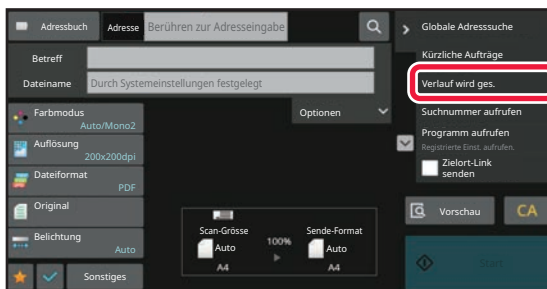 Adressbuch
Adresse
Berühren zur Adresseingabe
Betreff
Dateiname
Durch Systemeinstellungen festgelegt
Farbmodus
Auto/Mono2
Auflösung
200x200dpi
Dateiformat
PDF
Original
Belichtung
Auto
Sonstiges
Optionen
Scan-Grösse
Auto
A4
100%
Sende-Format
Auto
A4
Globale Adresssuche
Kürzliche Aufträge
Verlauf wird ges.
Suchnummer aufrufen
Programm aufrufen
Registrierte Einst. aufrufen.
Zielort-Link
senden
Vorschau
CA
Start